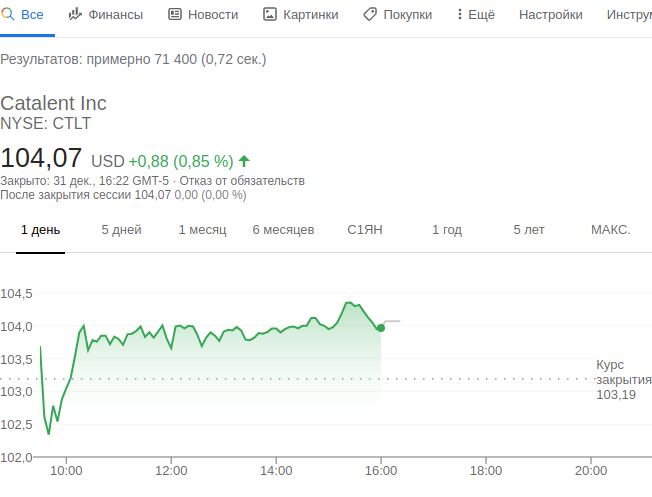 Все Финансы Новости Картинки Покупки Ещё Настройки Инстру
Результатов: примерно 71 400 (0,72 сек.)
Catalent Inc
NYSE: CTLT
104,07 USD +0,88 (0,85 %)
Закрыто: 31 дек., 16:22 GMT-5 · Отказ от обязательств
После закрытия сессии 104,07 0,00 (0,00 %)
1 день 5 дней 1 месяц 6 месяцев С1ЯН 1 год 5 лет МАКС.
104,5
104,0
103,5
Курс
закрытия
103,19
103,0
102,5
102,0
10:00 12:00 14:00 16:00 18:00 20:00